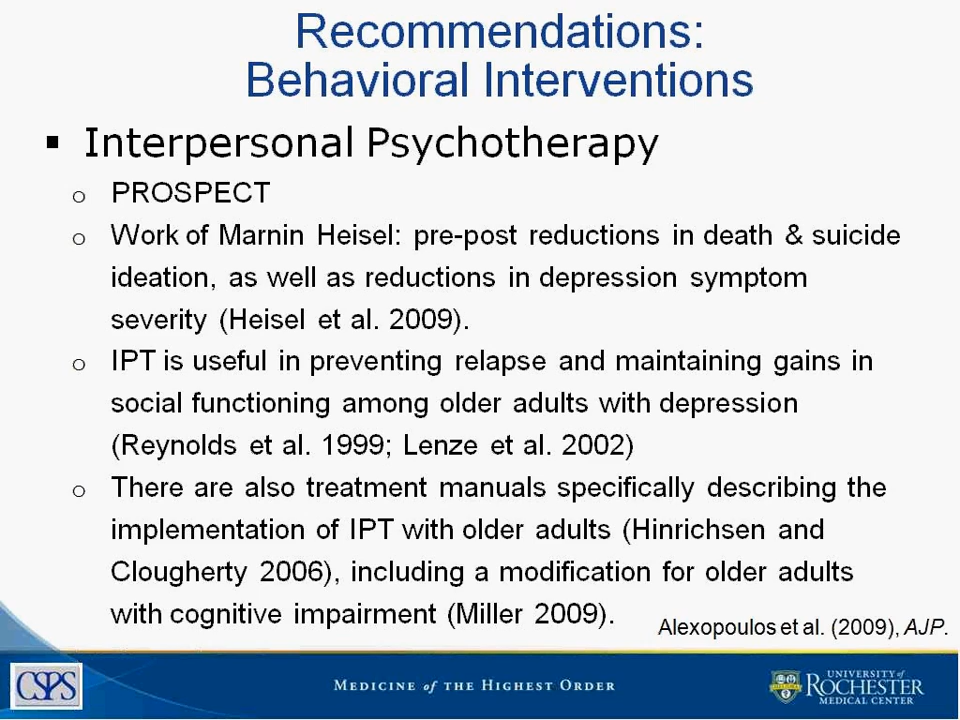 Recommendations:
Behavioral Interventions
▪ Interpersonal Psychotherapy
o PROSPECT
o Work of Marnin Heisel: pre-post reductions in death & suicide
ideation, as well as reductions in depression symptom
severity (Heisel et al. 2009).
o IPT is useful in preventing relapse and maintaining gains in
social functioning among older adults with depression
(Reynolds et al. 1999; Lenze et al. 2002)
o There are also treatment manuals specifically describing the
implementation of IPT with older adults (Hinrichsen and
Clougherty 2006), including a modification for older adults
with cognitive impairment (Miller 2009).
Alexopoulos et al. (2009), AJP.
CSPS
MEDICINE of THE HIGHEST ORDER
UNIVERSITY of
ROCHESTER
MEDICAL CENTER